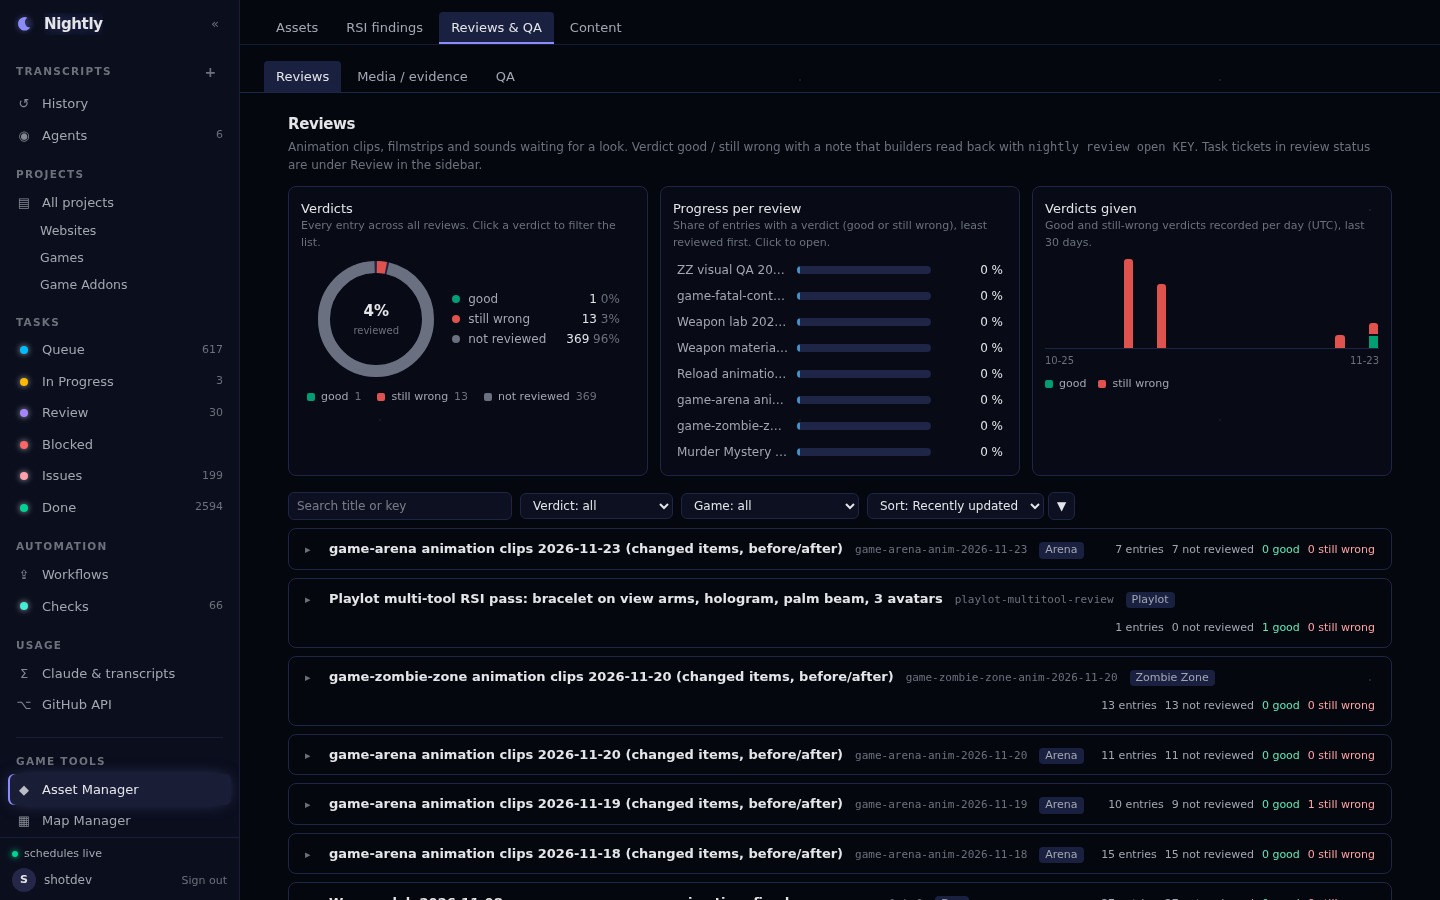 Nightly
«
TRANSCRIPTS
+
History
Agents 6
PROJECTS
All projects
Websites
Games
Game Addons
TASKS
Queue 617
In Progress 3
Review 30
Blocked
Issues 199
Done 2594
AUTOMATION
Workflows
Checks 66
USAGE
Σ Claude & transcripts
GitHub API
GAME TOOLS
Asset Manager
Map Manager
schedules live
S shotdev Sign out
Assets RSI findings Reviews & QA Content
Reviews Media / evidence QA
Reviews
Animation clips, filmstrips and sounds waiting for a look. Verdict good / still wrong with a note that builders read back with nightly review open KEY. Task tickets in review status
are under Review in the sidebar.
Verdicts
Every entry across all reviews. Click a verdict to filter the
list.
4%
reviewed
good 1 0%
still wrong 13 3%
not reviewed 369 96%
good 1 still wrong 13 not reviewed 369
Progress per review
Share of entries with a verdict (good or still wrong), least
reviewed first. Click to open.
ZZ visual QA 20... 0 %
game-fatal-cont... 0 %
Weapon lab 202... 0 %
Weapon materia... 0 %
Reload animatio... 0 %
game-arena ani... 0 %
game-zombie-z... 0 %
Murder Mystery ... 0 %
Verdicts given
Good and still-wrong verdicts recorded per day (UTC), last
30 days.
10-25 11-23
good still wrong
Search title or key Verdict: all Game: all Sort: Recently updated ▼
game-arena animation clips 2026-11-23 (changed items, before/after) game-arena-anim-2026-11-23 Arena 7 entries 7 not reviewed 0 good 0 still wrong
Playlot multi-tool RSI pass: bracelet on view arms, hologram, palm beam, 3 avatars playlot-multitool-review Playlot
1 entries 0 not reviewed 1 good 0 still wrong
game-zombie-zone animation clips 2026-11-20 (changed items, before/after) game-zombie-zone-anim-2026-11-20 Zombie Zone
13 entries 13 not reviewed 0 good 0 still wrong
game-arena animation clips 2026-11-20 (changed items, before/after) game-arena-anim-2026-11-20 Arena 11 entries 11 not reviewed 0 good 0 still wrong
game-arena animation clips 2026-11-19 (changed items, before/after) game-arena-anim-2026-11-19 Arena 10 entries 9 not reviewed 0 good 1 still wrong
game-arena animation clips 2026-11-18 (changed items, before/after) game-arena-anim-2026-11-18 Arena 15 entries 15 not reviewed 0 good 0 still wrong